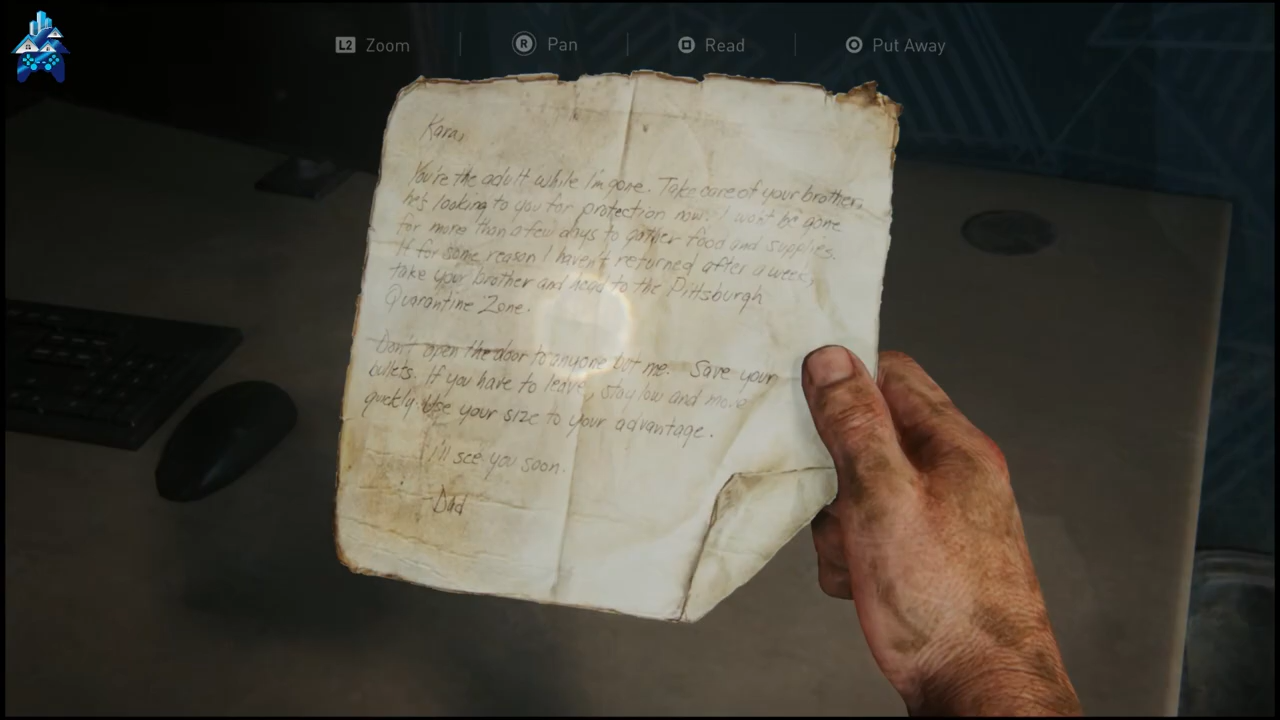 L2 Zoom
R Pan
Read
Put Away
Kara,
You're the adult while I'm gone. Take care of your brother,
he's looking to you for protection now. I won't be gone
for more than a few days to gather food and supplies.
If for some reason I haven't returned after a week,
take your brother and head to the Pittsburgh
Quarantine Zone.
Don't open the door to anyone but me. Save your
bullets. If you have to leave, stay low and move
quickly. Use your size to your advantage.
I'll see you soon.
-Dad